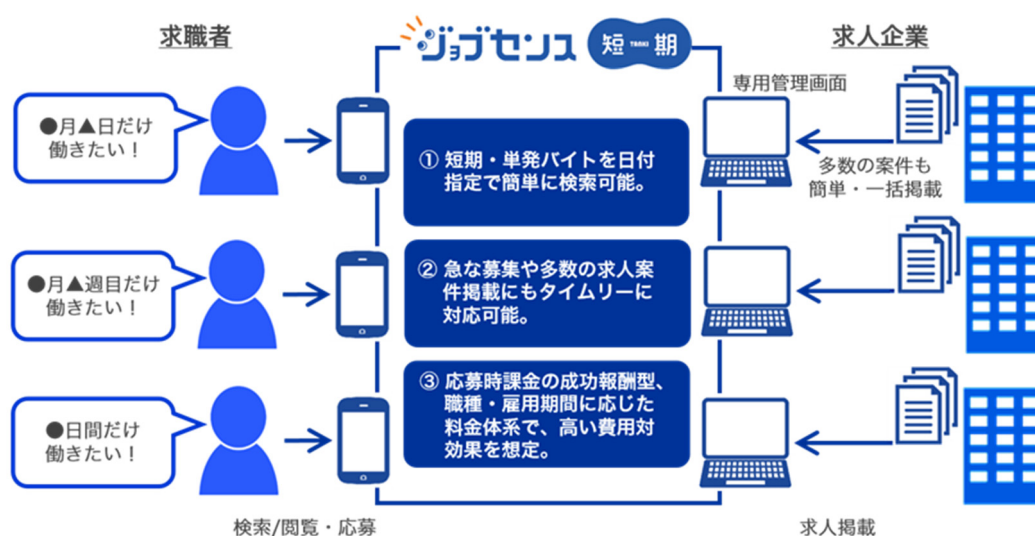 求職者
ジョブセンス 短 TANKI 期
求人企業
専用管理画面
●月▲日だけ
働きたい！
① 短期・単発バイトを日付
指定で簡単に検索可能。
多数の案件も
簡単・一括掲載
●月▲週目だけ
働きたい！
② 急な募集や多数の求人案
件掲載にもタイムリーに
対応可能。
●日間だけ
働きたい！
③ 応募時課金の成功報酬型、
職種・雇用期間に応じた
料金体系で、高い費用対
効果を想定。
検索/閲覧・応募
求人掲載